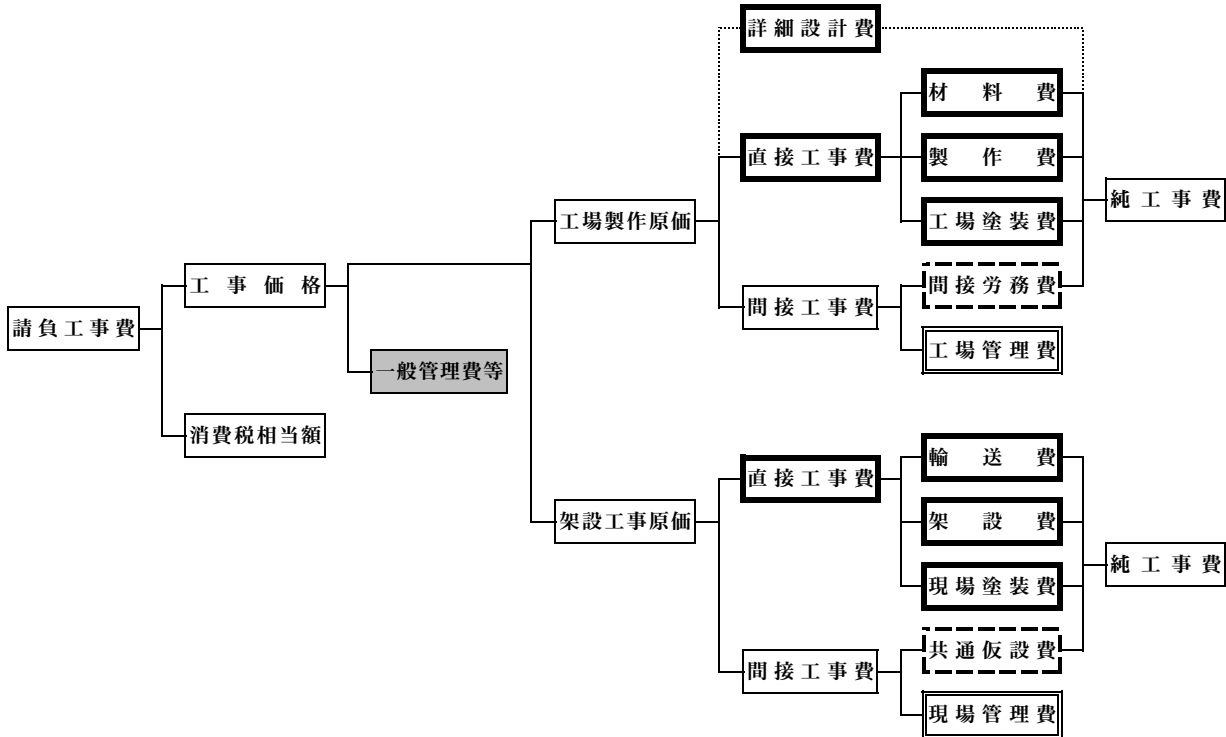 詳細設計費
材料費
直接工事費
製作費
純工事費
工場製作原価
工場塗装費
工事価格
間接工事費
間接労務費
請負工事費
工場管理費
一般管理費等
消費税相当額
輸送費
直接工事費
架設工事原価
架設費
純工事費
現場塗装費
共通仮設費
間接工事費
現場管理費